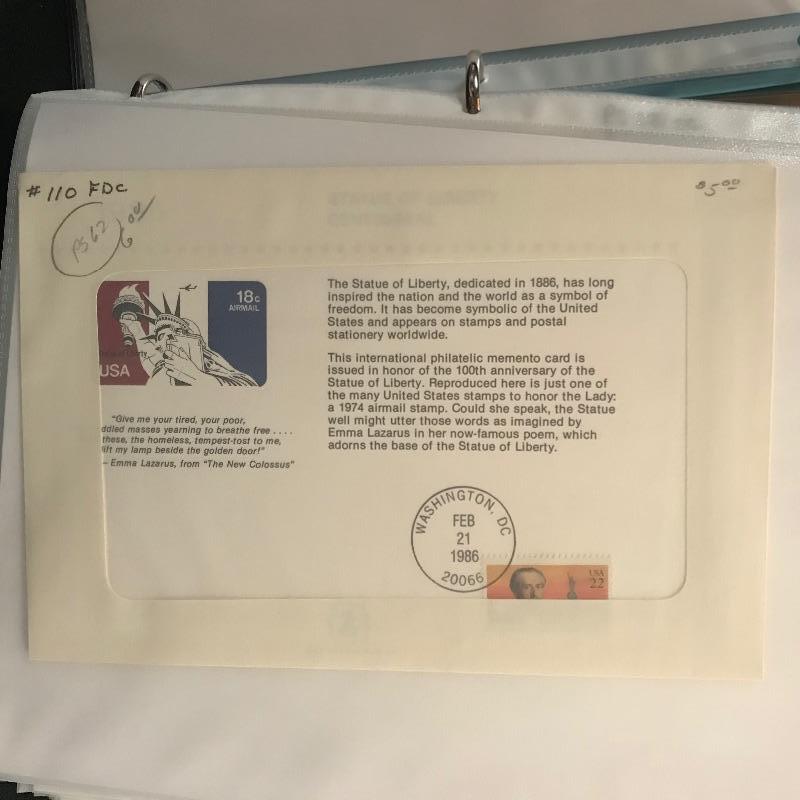 #110 FDC
$5.00
PS62
6.00
18c
AIRMAIL
USA
The Statue of Liberty, dedicated in 1886, has long
inspired the nation and the world as a symbol of
freedom. It has become symbolic of the United
States and appears on stamps and postal
stationery worldwide.
This international philatelic memento card is
issued in honor of the 100th anniversary of the
Statue of Liberty. Reproduced here is just one of
the many United States stamps to honor the Lady:
a 1974 airmail stamp. Could she speak, the Statue
well might utter those words as imagined by
Emma Lazarus in her now-famous poem, which
adorns the base of the Statue of Liberty.
"Give me your tired, your poor,
ddled masses yearning to breathe free ....
these, the homeless, tempest-tost to me,
lift my lamp beside the golden door!"
– Emma Lazarus, from "The New Colossus"
WASHINGTON, DC
FEB
21
1986
20066
USA
22